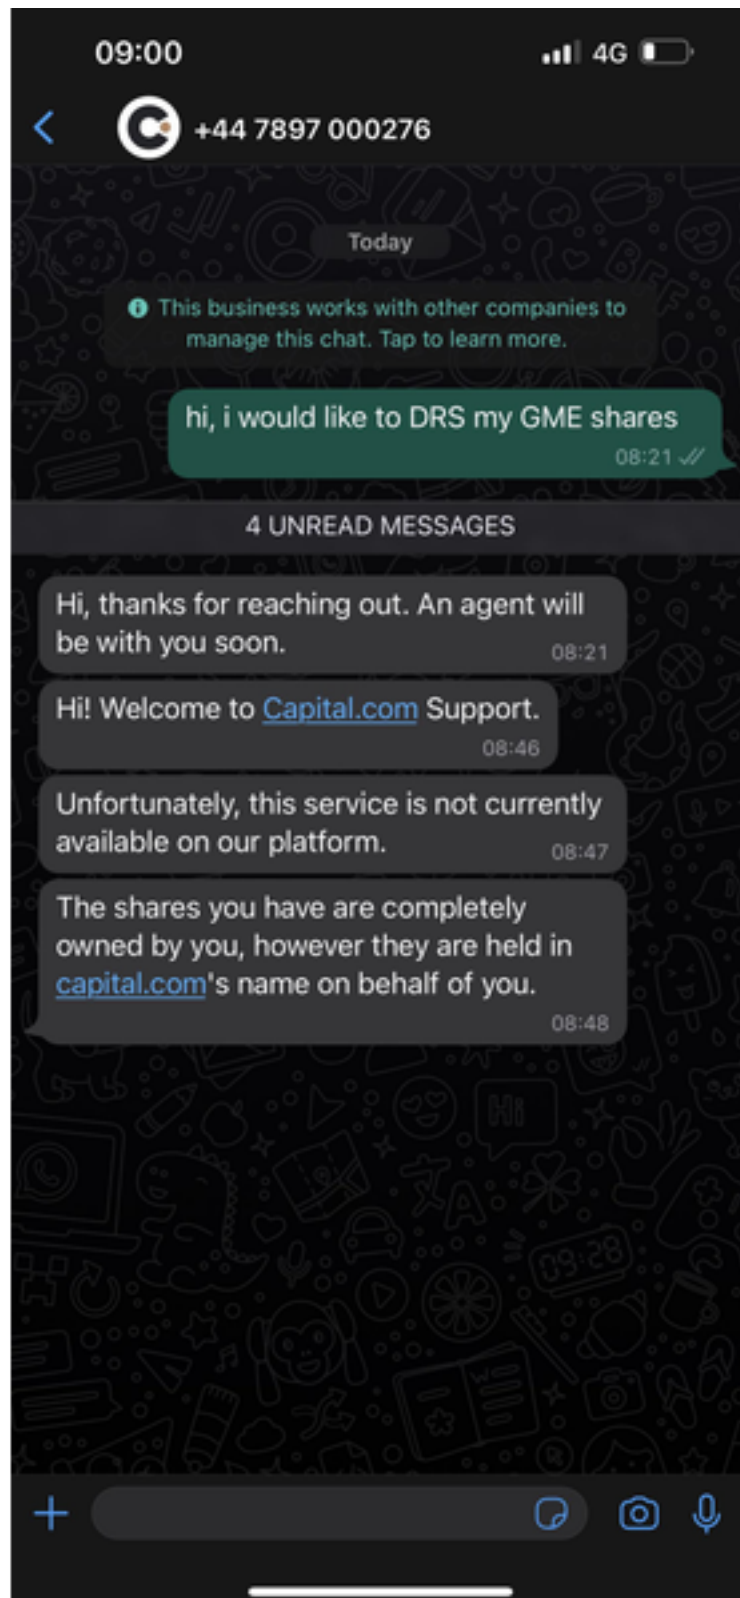 09:00
4G
+44 7897 000276
Today
This business works with other companies to
manage this chat. Tap to learn more.
hi, i would like to DRS my GME shares
08:21
4 UNREAD MESSAGES
Hi, thanks for reaching out. An agent will
be with you soon.
08:21
Hi! Welcome to Capital.com Support.
08:46
Unfortunately, this service is not currently
available on our platform.
08:47
The shares you have are completely
owned by you, however they are held in
capital.com's name on behalf of you.
08:48
Hi
09:28